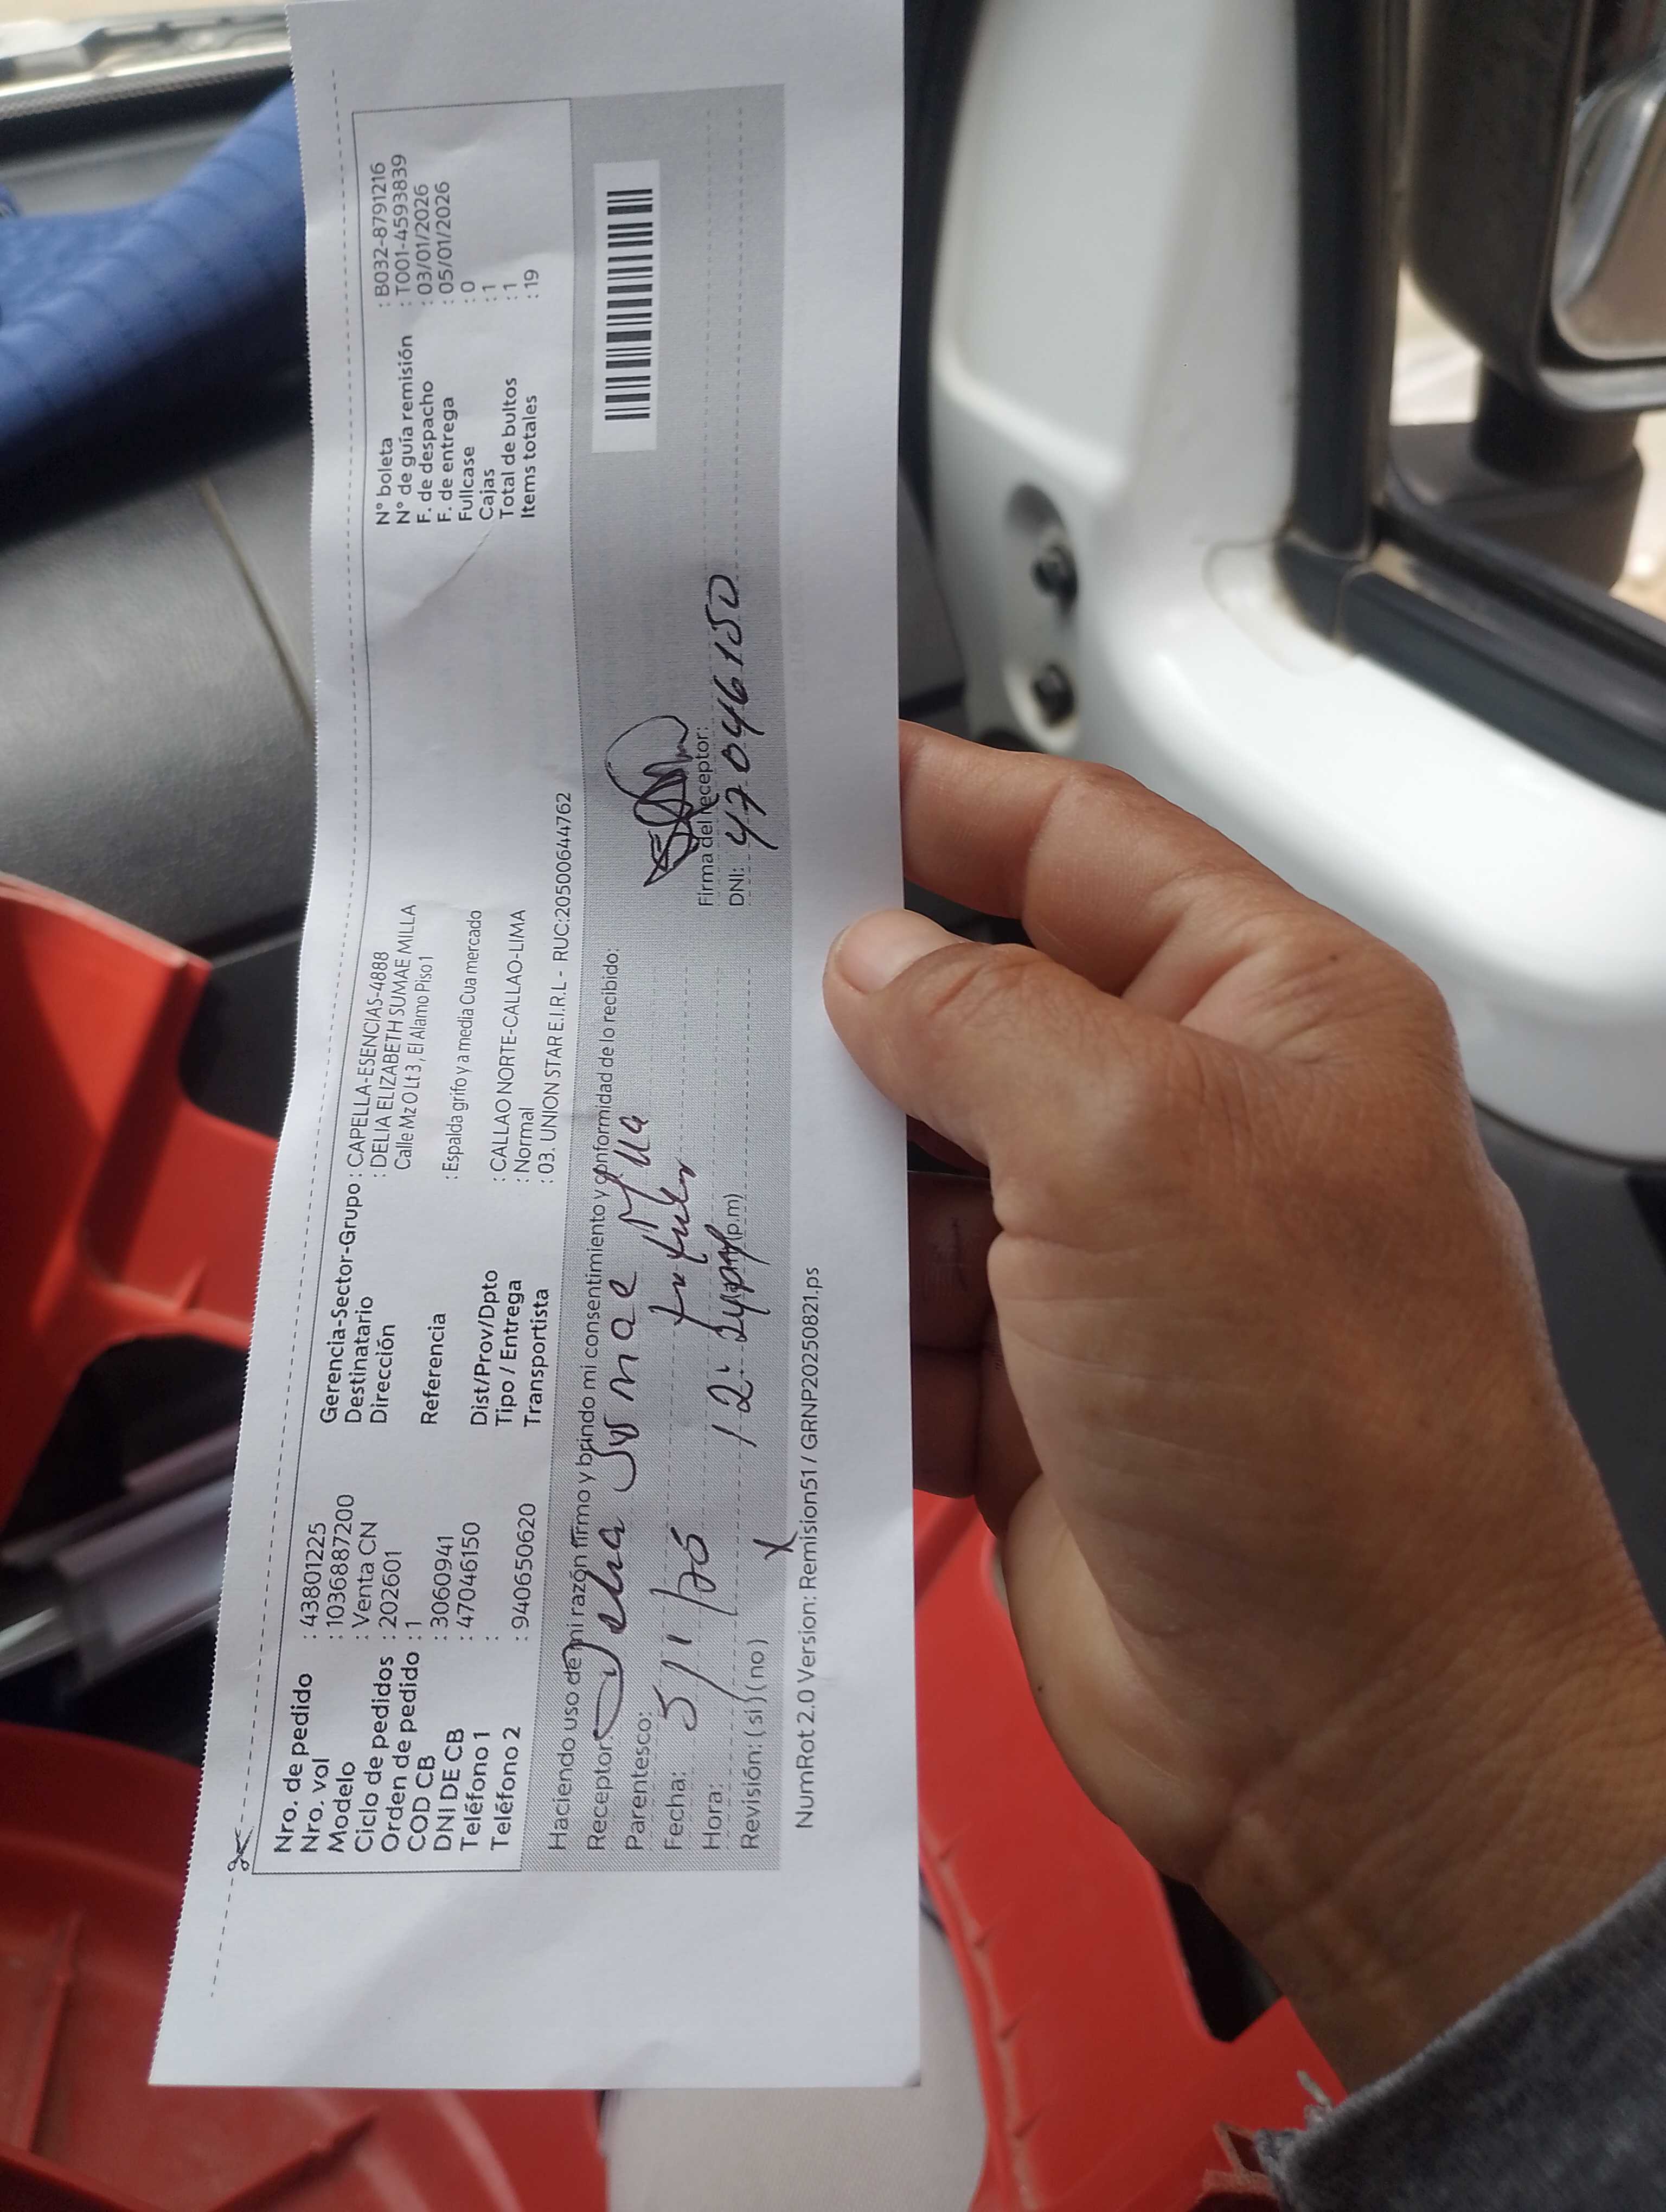 Nro. de pedido : 43801225
Nro. vol : 103688720​0
Modelo : Venta CN
Ciclo de pedidos : 202601
Orden de pedido : 1
COD CB : 3060941
DNI DE CB : 47046150
Teléfono 1 :
Teléfono 2 : 940650620
Gerencia-Sector-Grupo : CAPELLA-ESENCIAS-4888
Destinatario : DELIA ELIZABETH SUMAE MILLA
Dirección Calle Mz O Lt 3 , El Alamo Piso 1
Referencia : Espalda grifo y a media Cua mercado
Dist/Prov/Dpto : CALLAO NORTE-CALLAO-LIMA
Tipo / Entrega : Normal
Transportista : 03. UNION STAR E.I.R.L - RUC:20500644762
N° boleta : B032-8791216
N° de guía remisión : T001-4593839
F. de despacho : 03/01/2026
F. de entrega : 05/01/2026
Fullcase : 0
Cajas : 1
Total de bultos : 1
Items totales : 19
Haciendo uso de mi razón firmo y brindo mi consentimiento y conformidad de lo recibido:
Receptor: Delia Sumae Milla
Parentesco: titular
Fecha: 5/1/26
Hora: 12: (p.m)
Revisión: (si) (no) X
Firma del receptor:
DNI: 47046150
NumRot 2.0 Version: Remision51 / GRNP20250821.ps